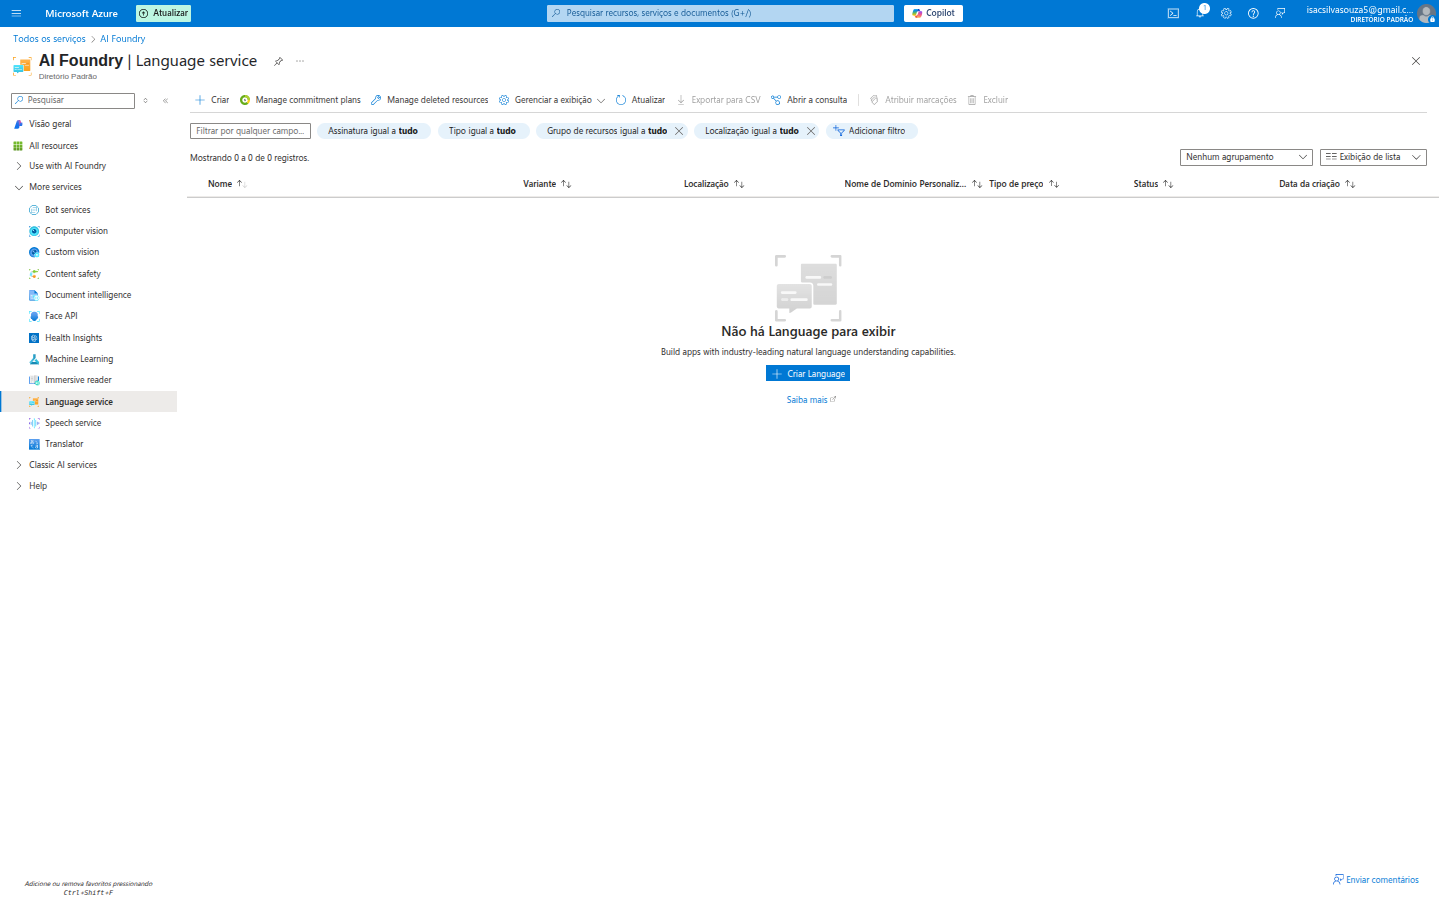 Microsoft Azure
Atualizar
Pesquisar recursos, serviços e documentos (G+/)
Copilot
1
isacsilvasouza5@gmail.c...
DIRETÓRIO PADRÃO
Todos os serviços > AI Foundry
AI Foundry | Language service
Diretório Padrão
Pesquisar
Visão geral
All resources
Use with AI Foundry
More services
Bot services
Computer vision
Custom vision
Content safety
Document intelligence
Face API
Health Insights
Machine Learning
Immersive reader
Language service
Speech service
Translator
Classic AI services
Help
Adicione ou remova favoritos pressionando
Ctrl+Shift+F
Criar
Manage commitment plans
Manage deleted resources
Gerenciar a exibição
Atualizar
Exportar para CSV
Abrir a consulta
Atribuir marcações
Excluir
Filtrar por qualquer campo...
Assinatura igual a tudo
Tipo igual a tudo
Grupo de recursos igual a tudo
Localização igual a tudo
Adicionar filtro
Mostrando 0 a 0 de 0 registros.
Nenhum agrupamento
Exibição de lista
Nome
Variante
Localização
Nome de Domínio Personaliz...
Tipo de preço
Status
Data da criação
Não há Language para exibir
Build apps with industry-leading natural language understanding capabilities.
Criar Language
Saiba mais
Enviar comentários